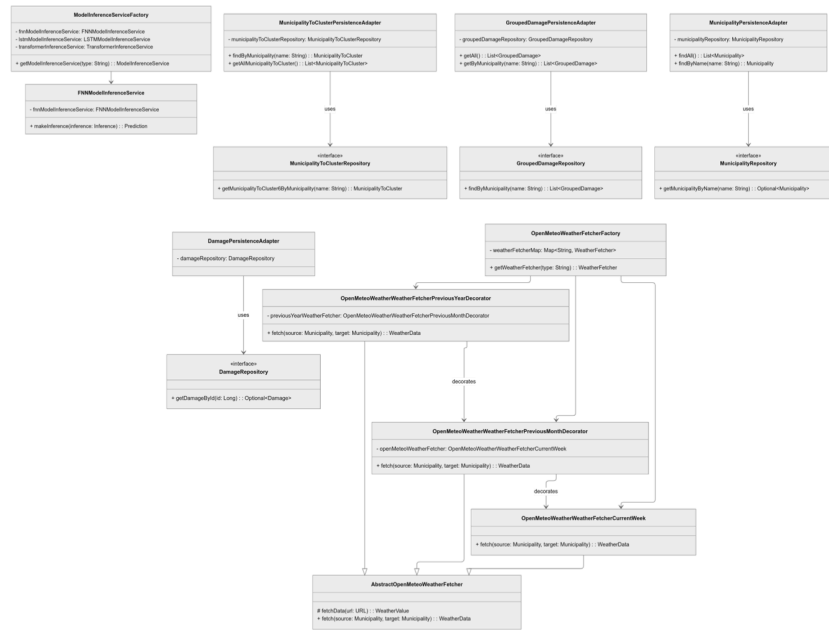 ModelInferenceServiceFactory
- fnnModelInferenceService: FNNModelInferenceService
- lstmModelInferenceService: LSTMModelInferenceService
- transformerInferenceService: TransformerInferenceService
+ getModelInferenceService(type: String) : : ModelInferenceService
FNNModelInferenceService
- fnnModelInferenceService: FNNModelInferenceService
+ makeInference(inference: Inference) : : Prediction
MunicipalityToClusterPersistenceAdapter
- municipalityToClusterRepository: MunicipalityToClusterRepository
+ findByMunicipality(name: String) : : MunicipalityToCluster
+ getAllMunicipalityToCluster() : : List<MunicipalityToCluster>
uses
«interface»
MunicipalityToClusterRepository
+ getMunicipalityToCluster6ByMunicipality(name: String) : : MunicipalityToCluster
GroupedDamagePersistenceAdapter
- groupedDamageRepository: GroupedDamageRepository
+ getAll() : : List<GroupedDamage>
+ getByMunicipality(name: String) : : List<GroupedDamage>
uses
«interface»
GroupedDamageRepository
+ findByMunicipality(name: String) : : List<GroupedDamage>
MunicipalityPersistenceAdapter
- municipalityRepository: MunicipalityRepository
+ findAll() : : List<Municipality>
+ findByName(name: String) : : Municipality
uses
«interface»
MunicipalityRepository
+ getMunicipalityByName(name: String) : : Optional<Municipality>
DamagePersistenceAdapter
- damageRepository: DamageRepository
uses
«interface»
DamageRepository
+ getDamageById(id: Long) : : Optional<Damage>
OpenMeteoWeatherFetcherFactory
- weatherFetcherMap: Map<String, WeatherFetcher>
+ getWeatherFetcher(type: String) : : WeatherFetcher
OpenMeteoWeatherWeatherFetcherPreviousYearDecorator
- previousYearWeatherFetcher: OpenMeteoWeatherWeatherFetcherPreviousMonthDecorator
+ fetch(source: Municipality, target: Municipality) : : WeatherData
decorates
OpenMeteoWeatherWeatherFetcherPreviousMonthDecorator
- openMeteoWeatherFetcher: OpenMeteoWeatherWeatherFetcherCurrentWeek
+ fetch(source: Municipality, target: Municipality) : : WeatherData
decorates
OpenMeteoWeatherWeatherFetcherCurrentWeek
+ fetch(source: Municipality, target: Municipality) : : WeatherData
AbstractOpenMeteoWeatherFetcher
# fetchData(url: URL) : : WeatherValue
+ fetch(source: Municipality, target: Municipality) : : WeatherData